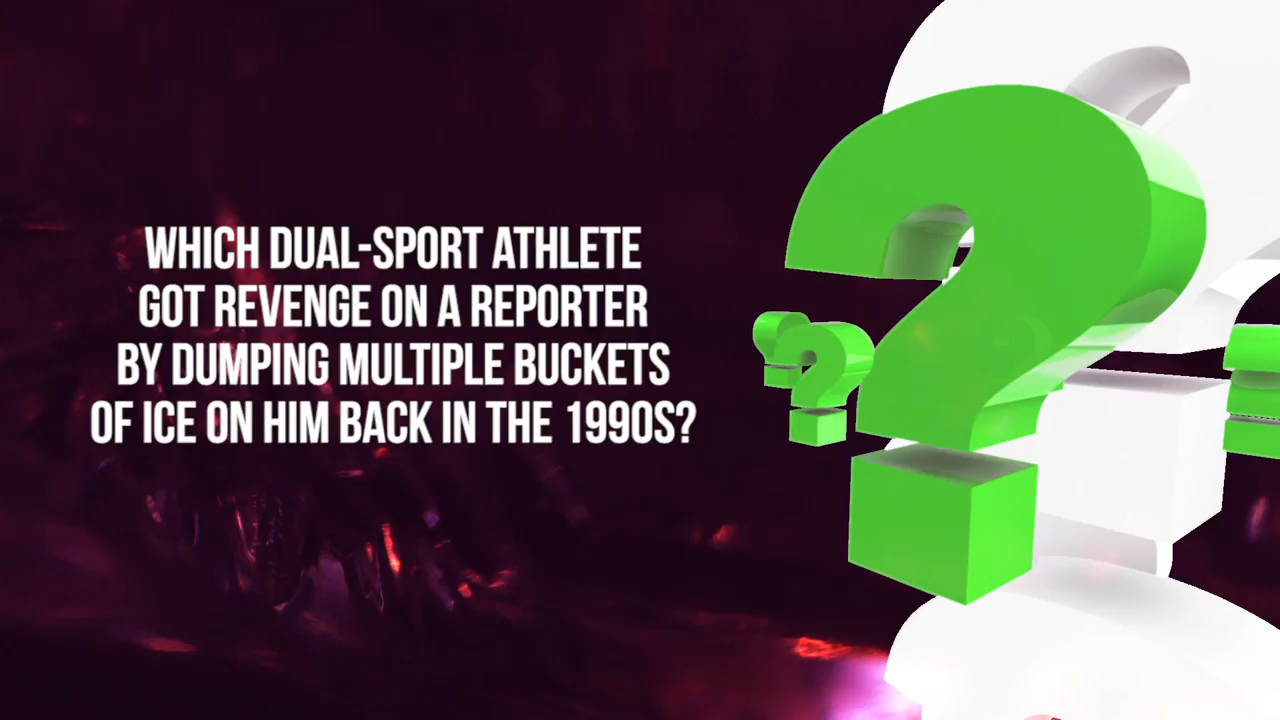 WHICH DUAL-SPORT ATHLETE
GOT REVENGE ON A REPORTER
BY DUMPING MULTIPLE BUCKETS
OF ICE ON HIM BACK IN THE 1990S?